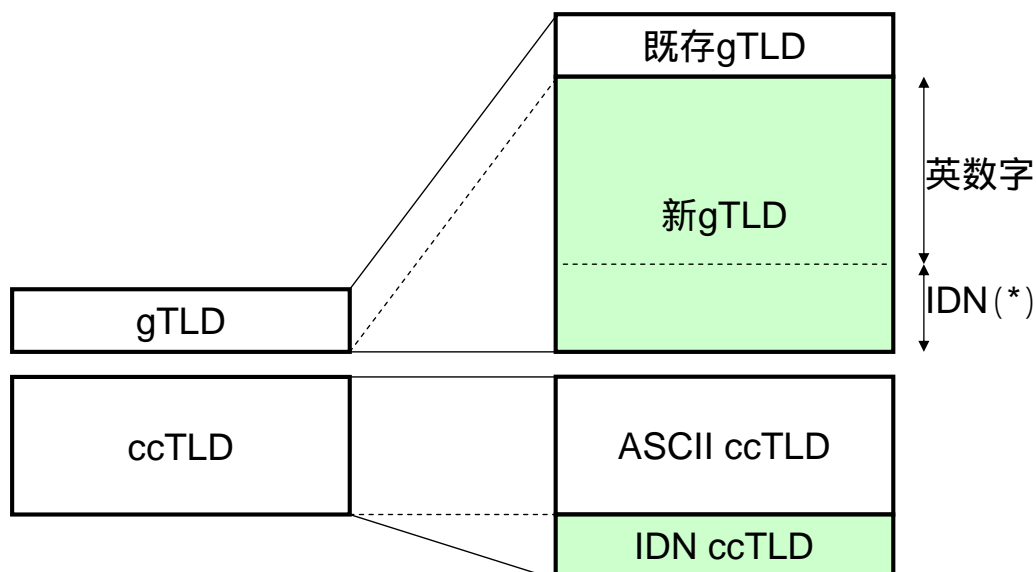 既存gTLD
新gTLD
英数字
IDN(*)
gTLD
ccTLD
ASCII ccTLD
IDN ccTLD